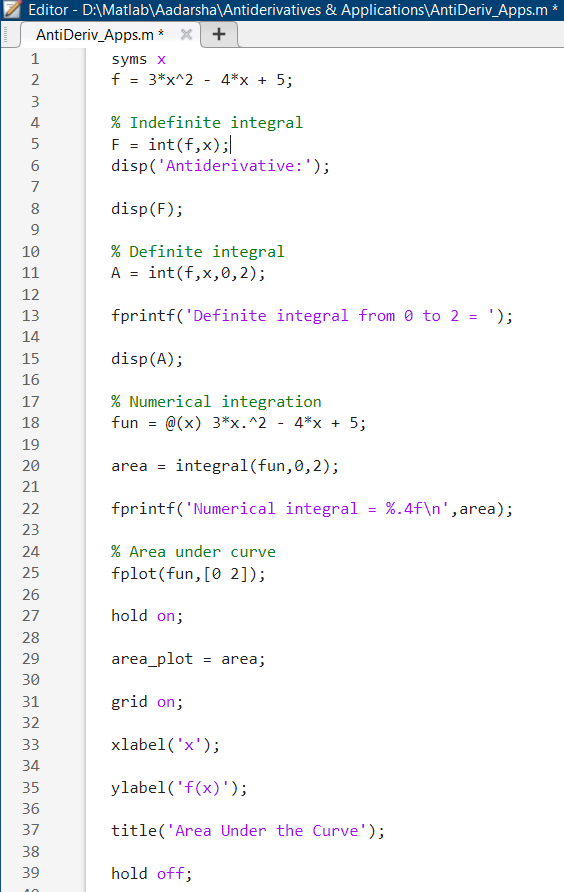 Editor - D:\Matlab\Aadarsha\Antiderivatives & Applications\AntiDeriv_Apps.m *
AntiDeriv_Apps.m * × +
1 syms x
2 f = 3*x^2 - 4*x + 5;
3
4 % Indefinite integral
5 F = int(f,x);
6 disp('Antiderivative:');
7
8 disp(F);
9
10 % Definite integral
11 A = int(f,x,0,2);
12
13 fprintf('Definite integral from 0 to 2 = ');
14
15 disp(A);
16
17 % Numerical integration
18 fun = @(x) 3*x.^2 - 4*x + 5;
19
20 area = integral(fun,0,2);
21
22 fprintf('Numerical integral = %.4f\n',area);
23
24 % Area under curve
25 fplot(fun,[0 2]);
26
27 hold on;
28
29 area_plot = area;
30
31 grid on;
32
33 xlabel('x');
34
35 ylabel('f(x)');
36
37 title('Area Under the Curve');
38
39 hold off;